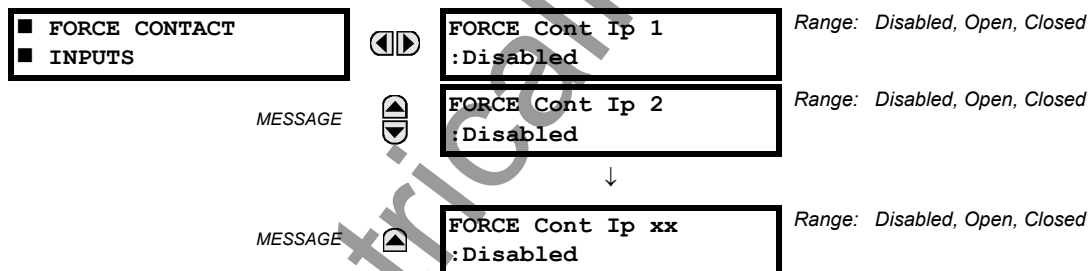 ■ FORCE CONTACT
■ INPUTS
FORCE Cont Ip 1
:Disabled
Range: Disabled, Open, Closed
MESSAGE
FORCE Cont Ip 2
:Disabled
Range: Disabled, Open, Closed
↓
MESSAGE
FORCE Cont Ip xx
:Disabled
Range: Disabled, Open, Closed
trical